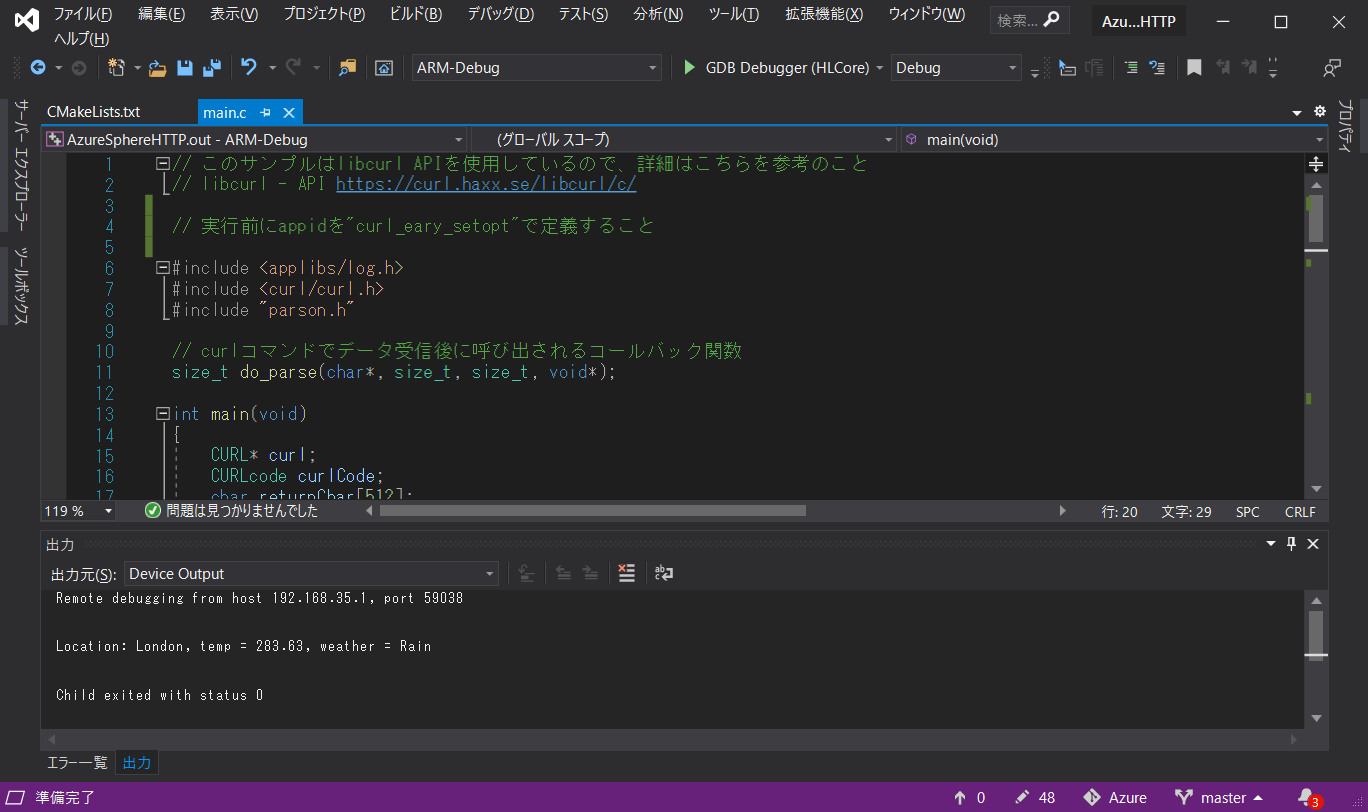 ファイル(F) 編集(E) 表示(V) プロジェクト(P) ビルド(B) デバッグ(D) テスト(S) 分析(N) ツール(T) 拡張機能(X) ウィンドウ(W) 検索... Azu...HTTP
ヘルプ(H)
ARM-Debug GDB Debugger (HLCore) Debug
サーバー エクスプローラー
ツールボックス
プロパティ
CMakeLists.txt main.c
AzureSphereHTTP.out - ARM-Debug (グローバル スコープ) main(void)
1 // このサンプルはlibcurl APIを使用しているので、詳細はこちらを参考のこと
2 // libcurl - API https://curl.haxx.se/libcurl/c/
3
4 // 実行前にappidを"curl_eary_setopt"で定義すること
5
6 #include <applibs/log.h>
7 #include <curl/curl.h>
8 #include "parson.h"
9
10 // curlコマンドでデータ受信後に呼び出されるコールバック関数
11 size_t do_parse(char*, size_t, size_t, void*);
12
13 int main(void)
14 {
15 CURL* curl;
16 CURLcode curlCode;
17 char returnChar[512];
119 % 問題は見つかりませんでした 行: 20 文字: 29 SPC CRLF
出力
出力元(S): Device Output
Remote debugging from host 192.168.35.1, port 59038
Location: London, temp = 283.63, weather = Rain
Child exited with status 0
エラー一覧 出力
準備完了 0 48 Azure master 3